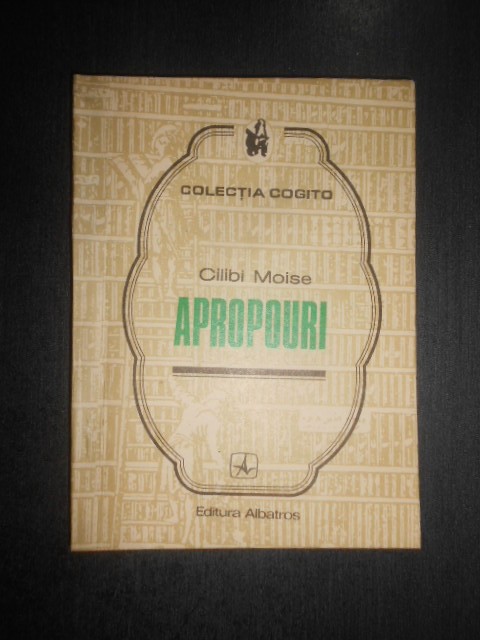 COLECȚIA COGITO
Cilibi Moise
APROPOURI
Editura Albatros